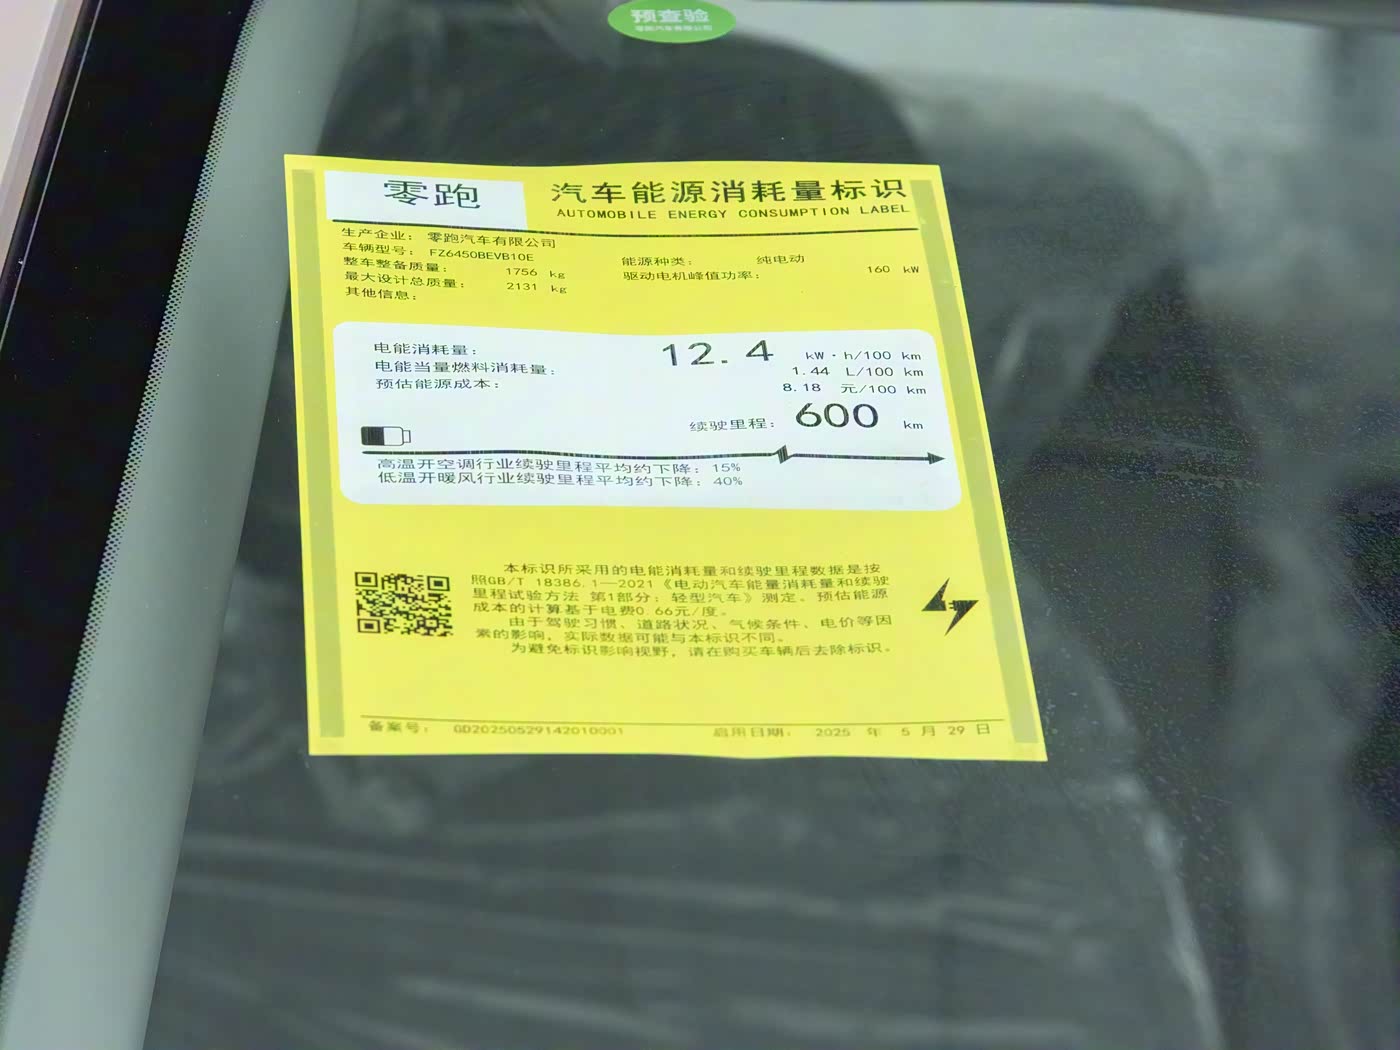 预查验
零跑汽车有限公司
零跑
汽车能源消耗量标识
AUTOMOBILE ENERGY CONSUMPTION LABEL
生产企业： 零跑汽车有限公司
车辆型号： FZ6450BEVB10E
整车整备质量： 1756 kg
最大设计总质量： 2131 kg
其他信息：
能源种类： 纯电动
驱动电机峰值功率： 160 kW
电能消耗量： 12.4 kW·h/100 km
电能当量燃料消耗量： 1.44 L/100 km
预估能源成本： 8.18 元/100 km
续驶里程： 600 km
高温开空调行业续驶里程平均约下降：15%
低温开暖风行业续驶里程平均约下降：40%
本标识所采用的电能消耗量和续驶里程数据是按
照GB/T 18386.1—2021《电动汽车能量消耗量和续驶
里程试验方法 第1部分：轻型汽车》测定。预估能源
成本的计算基于电费0.66元/度。
由于驾驶习惯、道路状况、气候条件、电价等因
素的影响，实际数据可能与本标识不同。
为避免标识影响视野，请在购买车辆后去除标识。
备案号： GD20250529142010001
启用日期： 2025 年 5 月 29 日